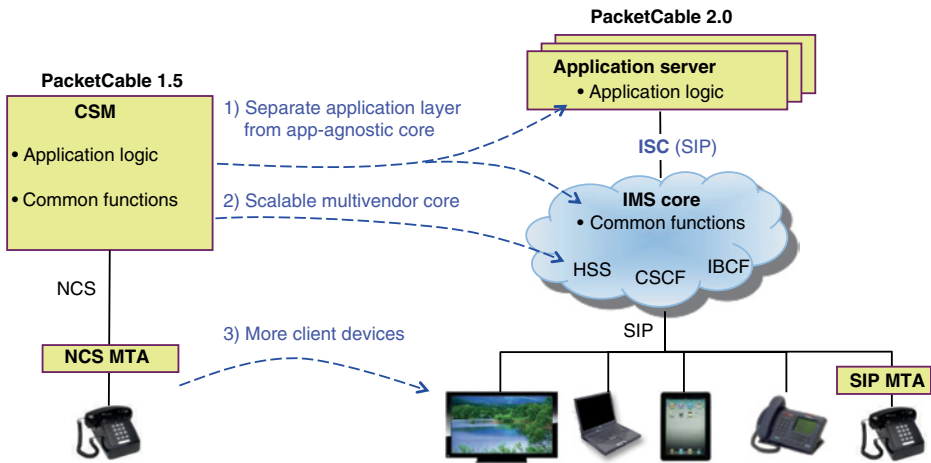 PacketCable 2.0
Application server
• Application logic
PacketCable 1.5
CSM
• Application logic
• Common functions
1) Separate application layer
from app-agnostic core
ISC (SIP)
2) Scalable multivendor core
IMS core
• Common functions
HSS
CSCF
IBCF
NCS
SIP
3) More client devices
NCS MTA
SIP MTA